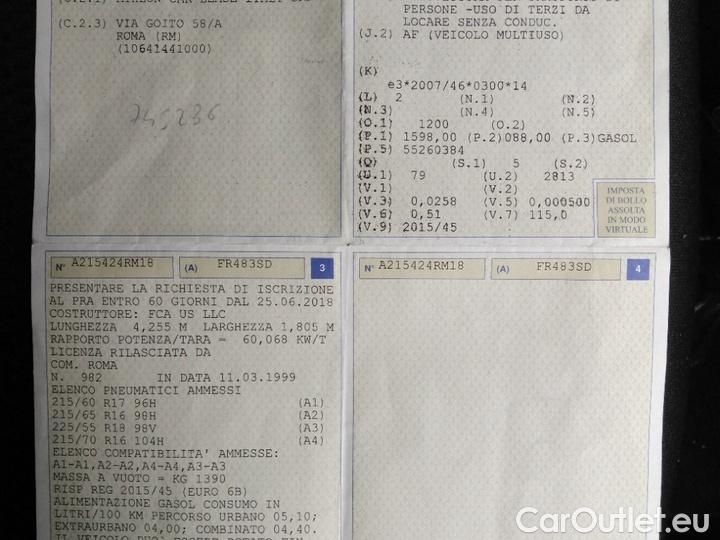 (C.2.3) VIA GOITO 58/A
ROMA (RM)
(10641441000)
745236
PERSONE -USO DI TERZI DA
LOCARE SENZA CONDUC.
(J.2) AF (VEICOLO MULTIUSO)
(K)
e3*2007/46*0300*14
(L) 2 (N.1) (N.2)
(N.3) (N.4) (N.5)
(O.1) 1200 (O.2)
(P.1) 1598,00 (P.2)088,00 (P.3)GASOL
(P.5) 55260384
(Q) (S.1) 5 (S.2)
(U.1) 79 (U.2) 2813
(V.1) (V.2)
(V.3) 0,0258 (V.5) 0,000500
(V.6) 0,51 (V.7) 115,0
(V.9) 2015/45
IMPOSTA
DI BOLLO
ASSOLTA
IN MODO
VIRTUALE
N° A215424RM18 (A) FR483SD 3
PRESENTARE LA RICHIESTA DI ISCRIZIONE
AL PRA ENTRO 60 GIORNI DAL 25.06.2018
COSTRUTTORE: FCA US LLC
LUNGHEZZA 4,255 M LARGHEZZA 1,805 M
RAPPORTO POTENZA/TARA = 60,068 KW/T
LICENZA RILASCIATA DA
COM. ROMA
N. 982 IN DATA 11.03.1999
ELENCO PNEUMATICI AMMESSI
215/60 R17 96H (A1)
215/65 R16 98H (A2)
225/55 R18 98V (A3)
215/70 R16 104H (A4)
ELENCO COMPATIBILITA' AMMESSE:
A1-A1,A2-A2,A4-A4,A3-A3
MASSA A VUOTO = KG 1390
RISP REG 2015/45 (EURO 6B)
ALIMENTAZIONE GASOL CONSUMO IN
LITRI/100 KM PERCORSO URBANO 05,10;
EXTRAURBANO 04,00; COMBINATO 04,40.
N° A215424RM18 (A) FR483SD 4
CarOutlet.eu